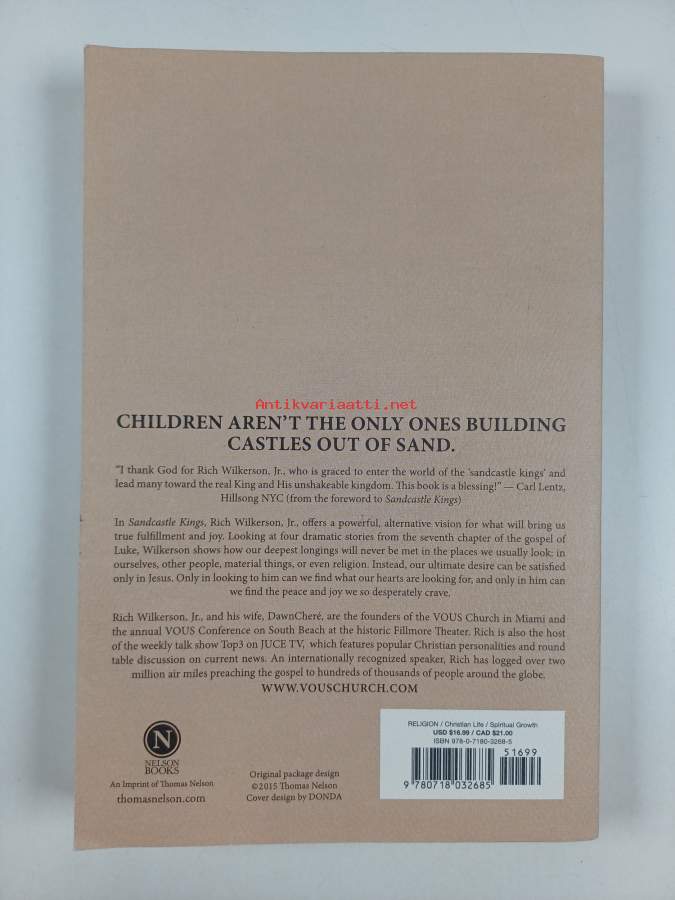 Antikvariaatti.net
CHILDREN AREN'T THE ONLY ONES BUILDING
CASTLES OUT OF SAND.
“I thank God for Rich Wilkerson, Jr., who is graced to enter the world of the ‘sandcastle kings’ and
lead many toward the real King and His unshakeable kingdom. This book is a blessing!” — Carl Lentz,
Hillsong NYC (from the foreword to Sandcastle Kings)
In Sandcastle Kings, Rich Wilkerson, Jr., offers a powerful, alternative vision for what will bring us
true fulfillment and joy. Looking at four dramatic stories from the seventh chapter of the gospel of
Luke, Wilkerson shows how our deepest longings will never be met in the places we usually look: in
ourselves, other people, material things, or even religion. Instead, our ultimate desire can be satisfied
only in Jesus. Only in looking to him can we find what our hearts are looking for, and only in him can
we find the peace and joy we so desperately crave.
Rich Wilkerson, Jr., and his wife, DawnCheré, are the founders of the VOUS Church in Miami and
the annual VOUS Conference on South Beach at the historic Fillmore Theater. Rich is also the host
of the weekly talk show Top3 on JUCE TV, which features popular Christian personalities and round
table discussion on current news. An internationally recognized speaker, Rich has logged over two
million air miles preaching the gospel to hundreds of thousands of people around the globe.
WWW.VOUSCHURCH.COM
N
NELSON
BOOKS
An Imprint of Thomas Nelson
thomasnelson.com
Original package design
©2015 Thomas Nelson
Cover design by DONDA
RELIGION / Christian Life / Spiritual Growth
USD $16.99 / CAD $21.00
ISBN 978-0-7180-3268-5
51699
9 780718 032685